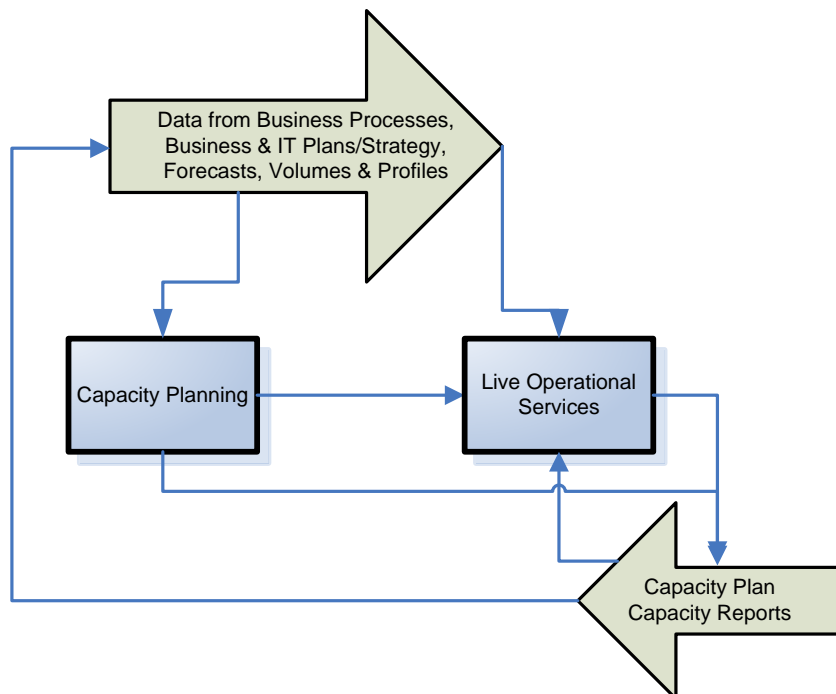 Data from Business Processes,
Business & IT Plans/Strategy,
Forecasts, Volumes & Profiles
Capacity Planning
Live Operational
Services
Capacity Plan
Capacity Reports